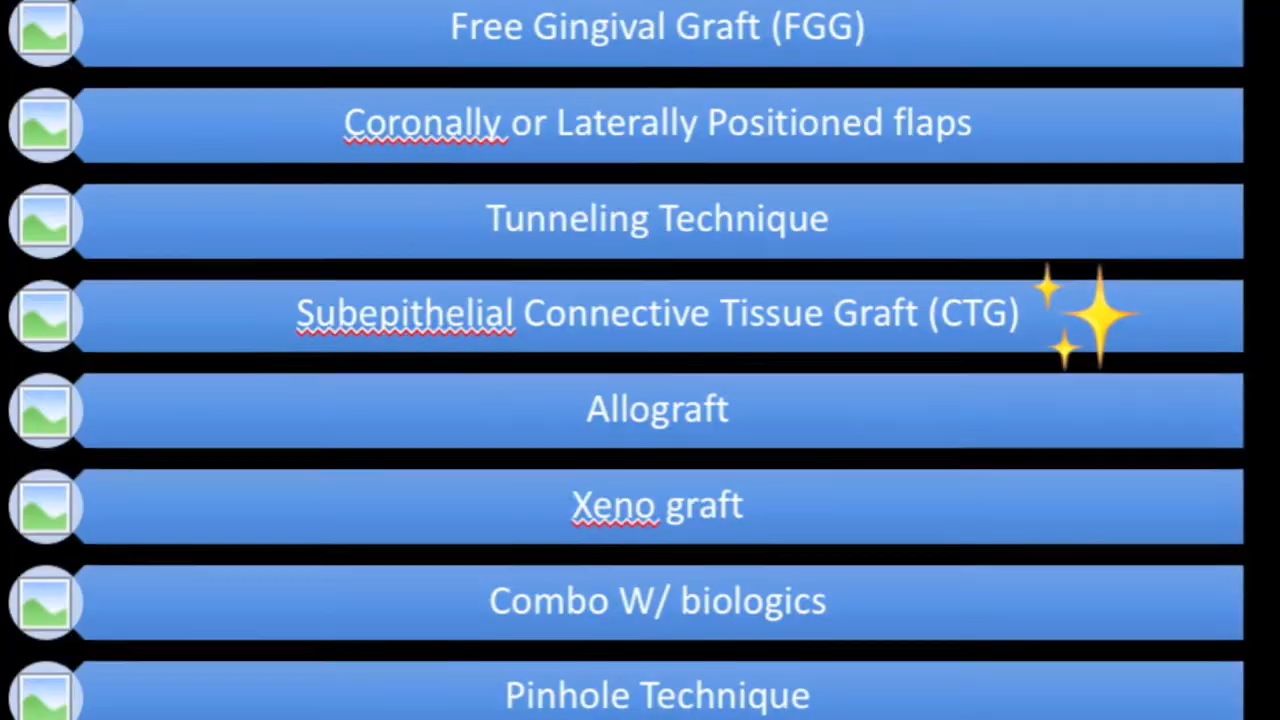 Free Gingival Graft (FGG)
Coronally or Laterally Positioned flaps
Tunneling Technique
Subepithelial Connective Tissue Graft (CTG)
Allograft
Xeno graft
Combo W/ biologics
Pinhole Technique